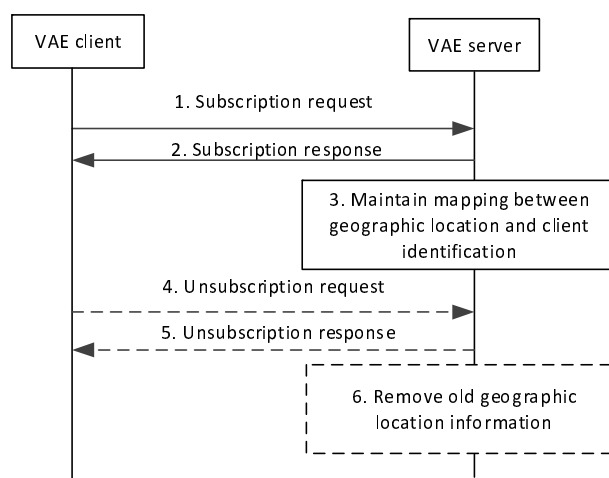 VAE client
VAE server
1. Subscription request
2. Subscription response
3. Maintain mapping between
geographic location and client
identification
4. Unsubscription request
5. Unsubscription response
6. Remove old geographic
location information